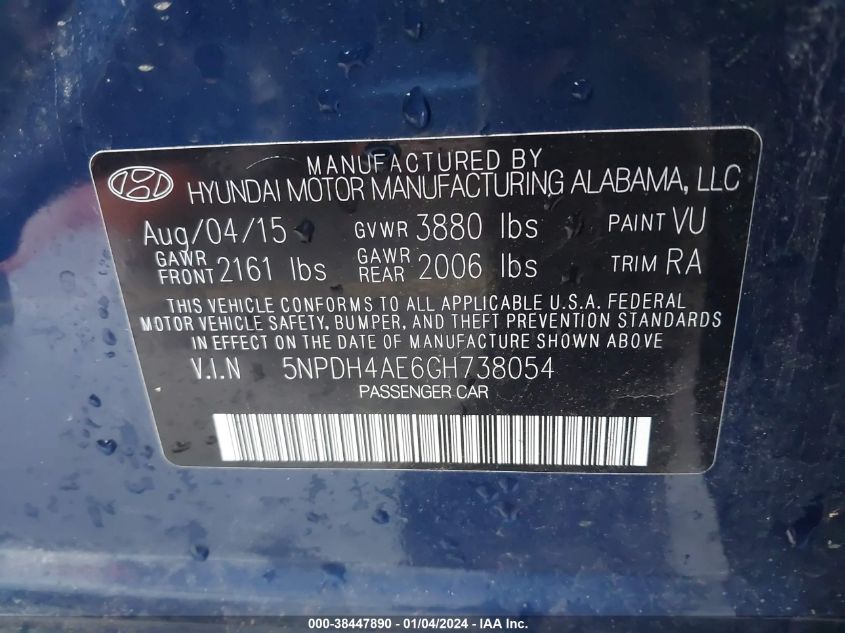 MANUFACTURED BY
HYUNDAI MOTOR MANUFACTURING ALABAMA, LLC
Aug/04/15 GVWR 3880 lbs PAINT VU
GAWR FRONT 2161 lbs GAWR REAR 2006 lbs TRIM RA
THIS VEHICLE CONFORMS TO ALL APPLICABLE U.S.A. FEDERAL
MOTOR VEHICLE SAFETY, BUMPER, AND THEFT PREVENTION STANDARDS
IN EFFECT ON THE DATE OF MANUFACTURE SHOWN ABOVE
V.I.N 5NPDH4AE6GH738054
PASSENGER CAR
000-38447890 - 01/04/2024 - IAA Inc.